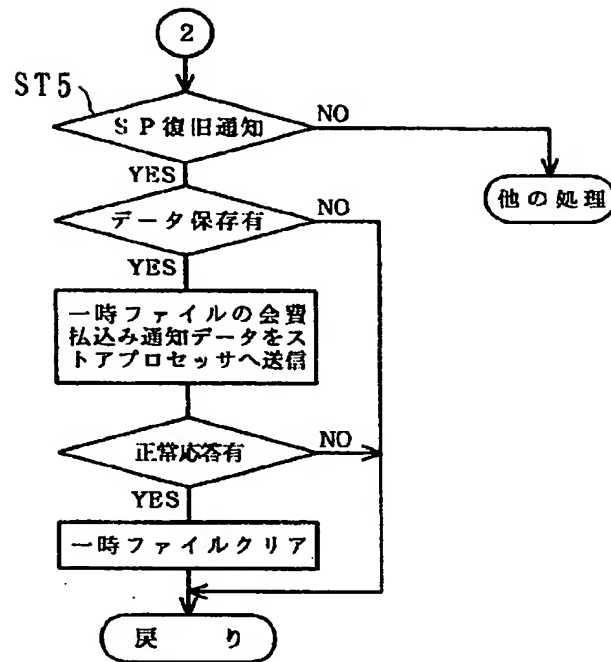 2
ST5
SP復旧通知
NO
YES
他の処理
データ保存有
NO
YES
一時ファイルの会費
払込み通知データをス
トアプロセッサへ送信
正常応答有
NO
YES
一時ファイルクリア
戻り